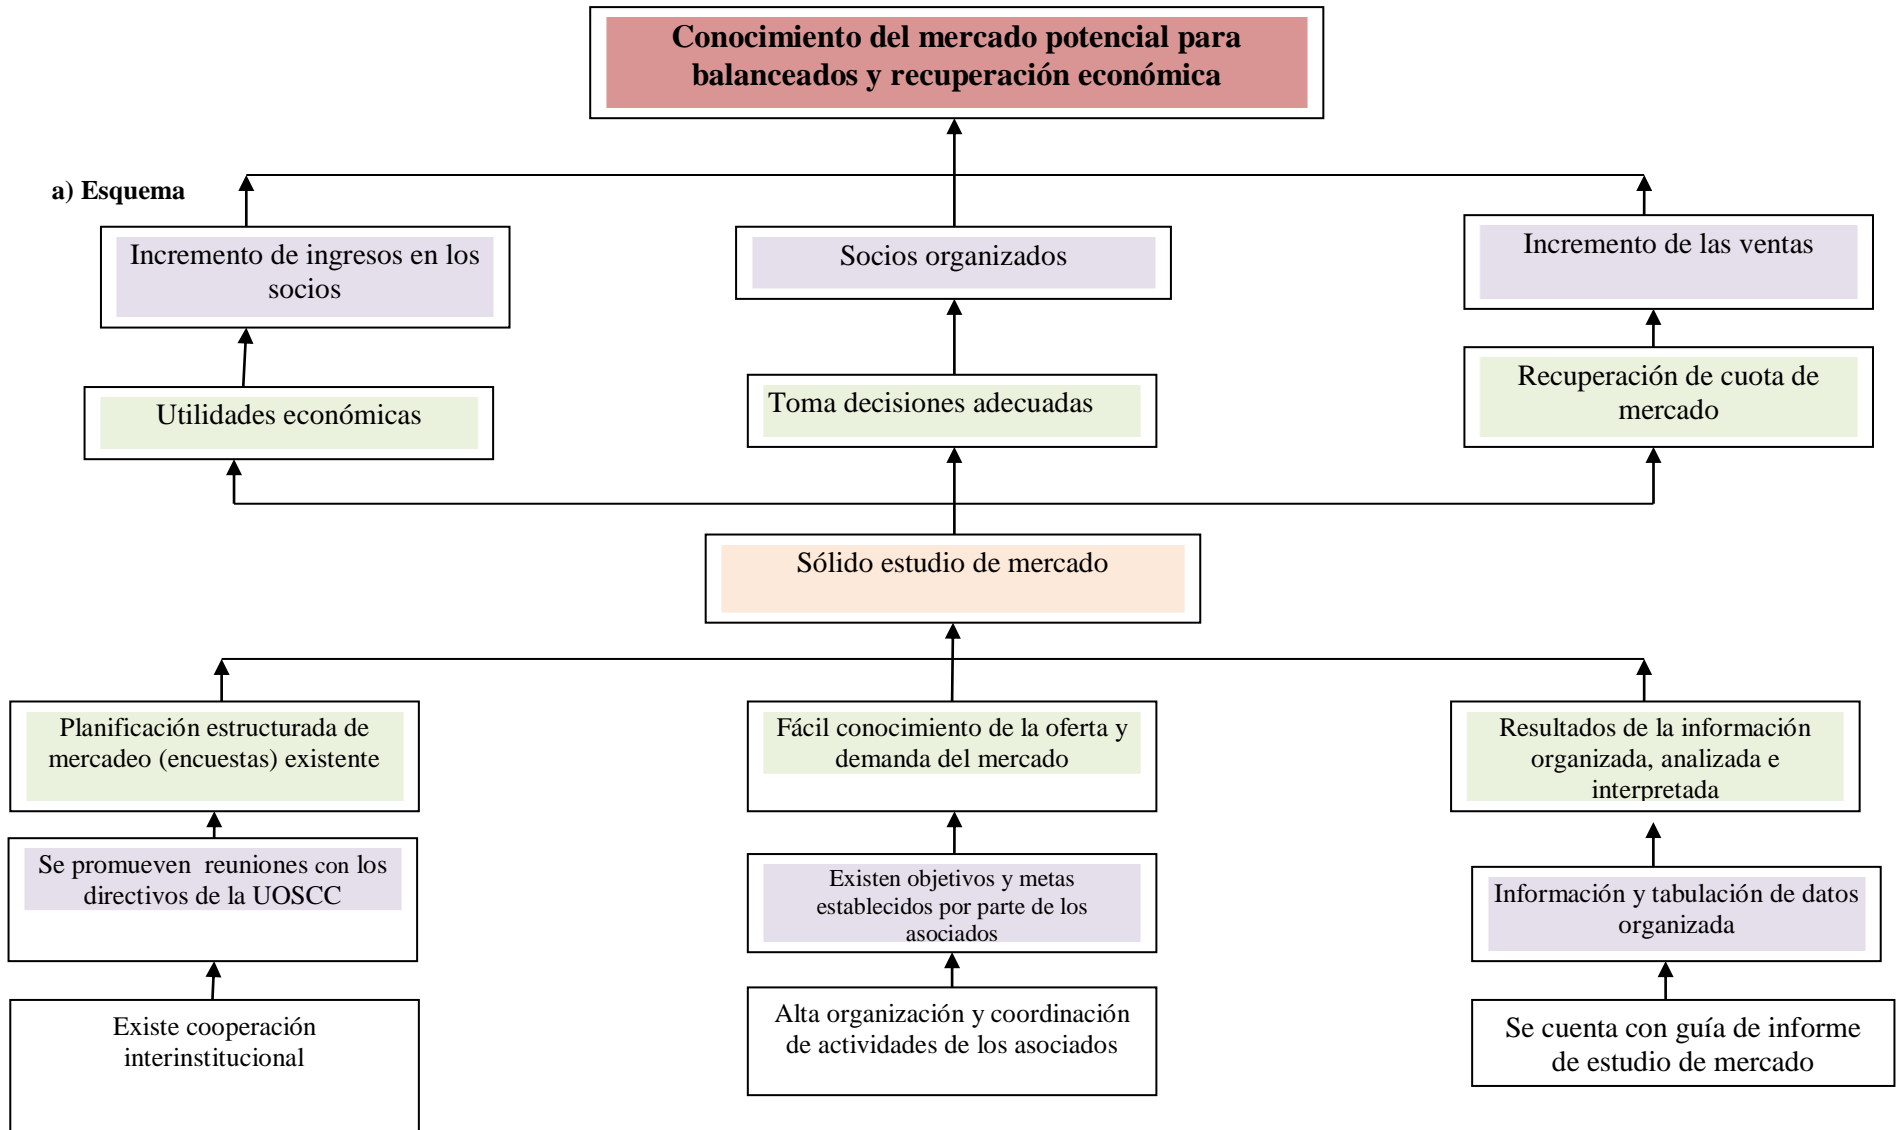 Conocimiento del mercado potencial para
balanceados y recuperación económica
a) Esquema
Incremento de ingresos en los
socios
Socios organizados
Incremento de las ventas
Utilidades económicas
Toma decisiones adecuadas
Recuperación de cuota de
mercado
Sólido estudio de mercado
Planificación estructurada de
mercadeo (encuestas) existente
Fácil conocimiento de la oferta y
demanda del mercado
Resultados de la información
organizada, analizada e
interpretada
Se promueven  reuniones con los
directivos de la UOSCC
Existen objetivos y metas
establecidos por parte de los
asociados
Información y tabulación de datos
organizada
Existe cooperación
interinstitucional
Alta organización y coordinación
de actividades de los asociados
Se cuenta con guía de informe
de estudio de mercado